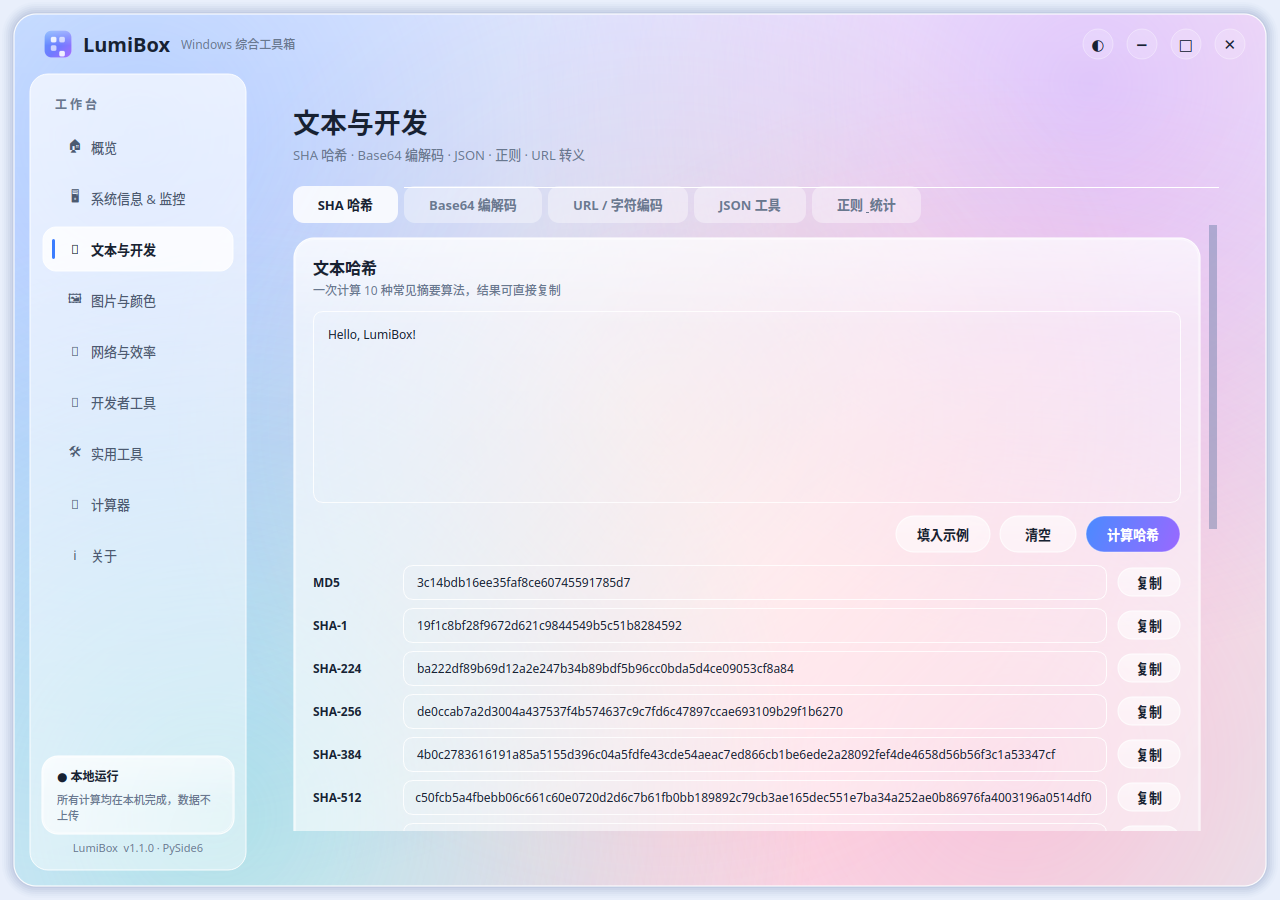 LumiBox Windows 综合工具箱
工作台
概览
系统信息 & 监控
文本与开发
图片与颜色
网络与效率
开发者工具
实用工具
计算器
i 关于
● 本地运行
所有计算均在本机完成，数据不
上传
LumiBox v1.1.0 · PySide6
文本与开发
SHA 哈希 · Base64 编解码 · JSON · 正则 · URL 转义
SHA 哈希 Base64 编解码 URL / 字符编码 JSON 工具 正则 _统计
文本哈希
一次计算 10 种常见摘要算法，结果可直接复制
Hello, LumiBox!
填入示例 清空 计算哈希
MD5 3c14bdb16ee35faf8ce60745591785d7 复制
SHA-1 19f1c8bf28f9672d621c9844549b5c51b8284592 复制
SHA-224 ba222df89b69d12a2e247b34b89bdf5b96cc0bda5d4ce09053cf8a84 复制
SHA-256 de0ccab7a2d3004a437537f4b574637c9c7fd6c47897ccae693109b29f1b6270 复制
SHA-384 4b0c2783616191a85a5155d396c04a5fdfe43cde54aeac7ed866cb1be6ede2a28092fef4de4658d56b56f3c1a53347cf 复制
SHA-512 c50fcb5a4fbebb06c661c60e0720d2d6c7b61fb0bb189892c79cb3ae165dec551e7ba34a252ae0b86976fa4003196a0514df0 复制